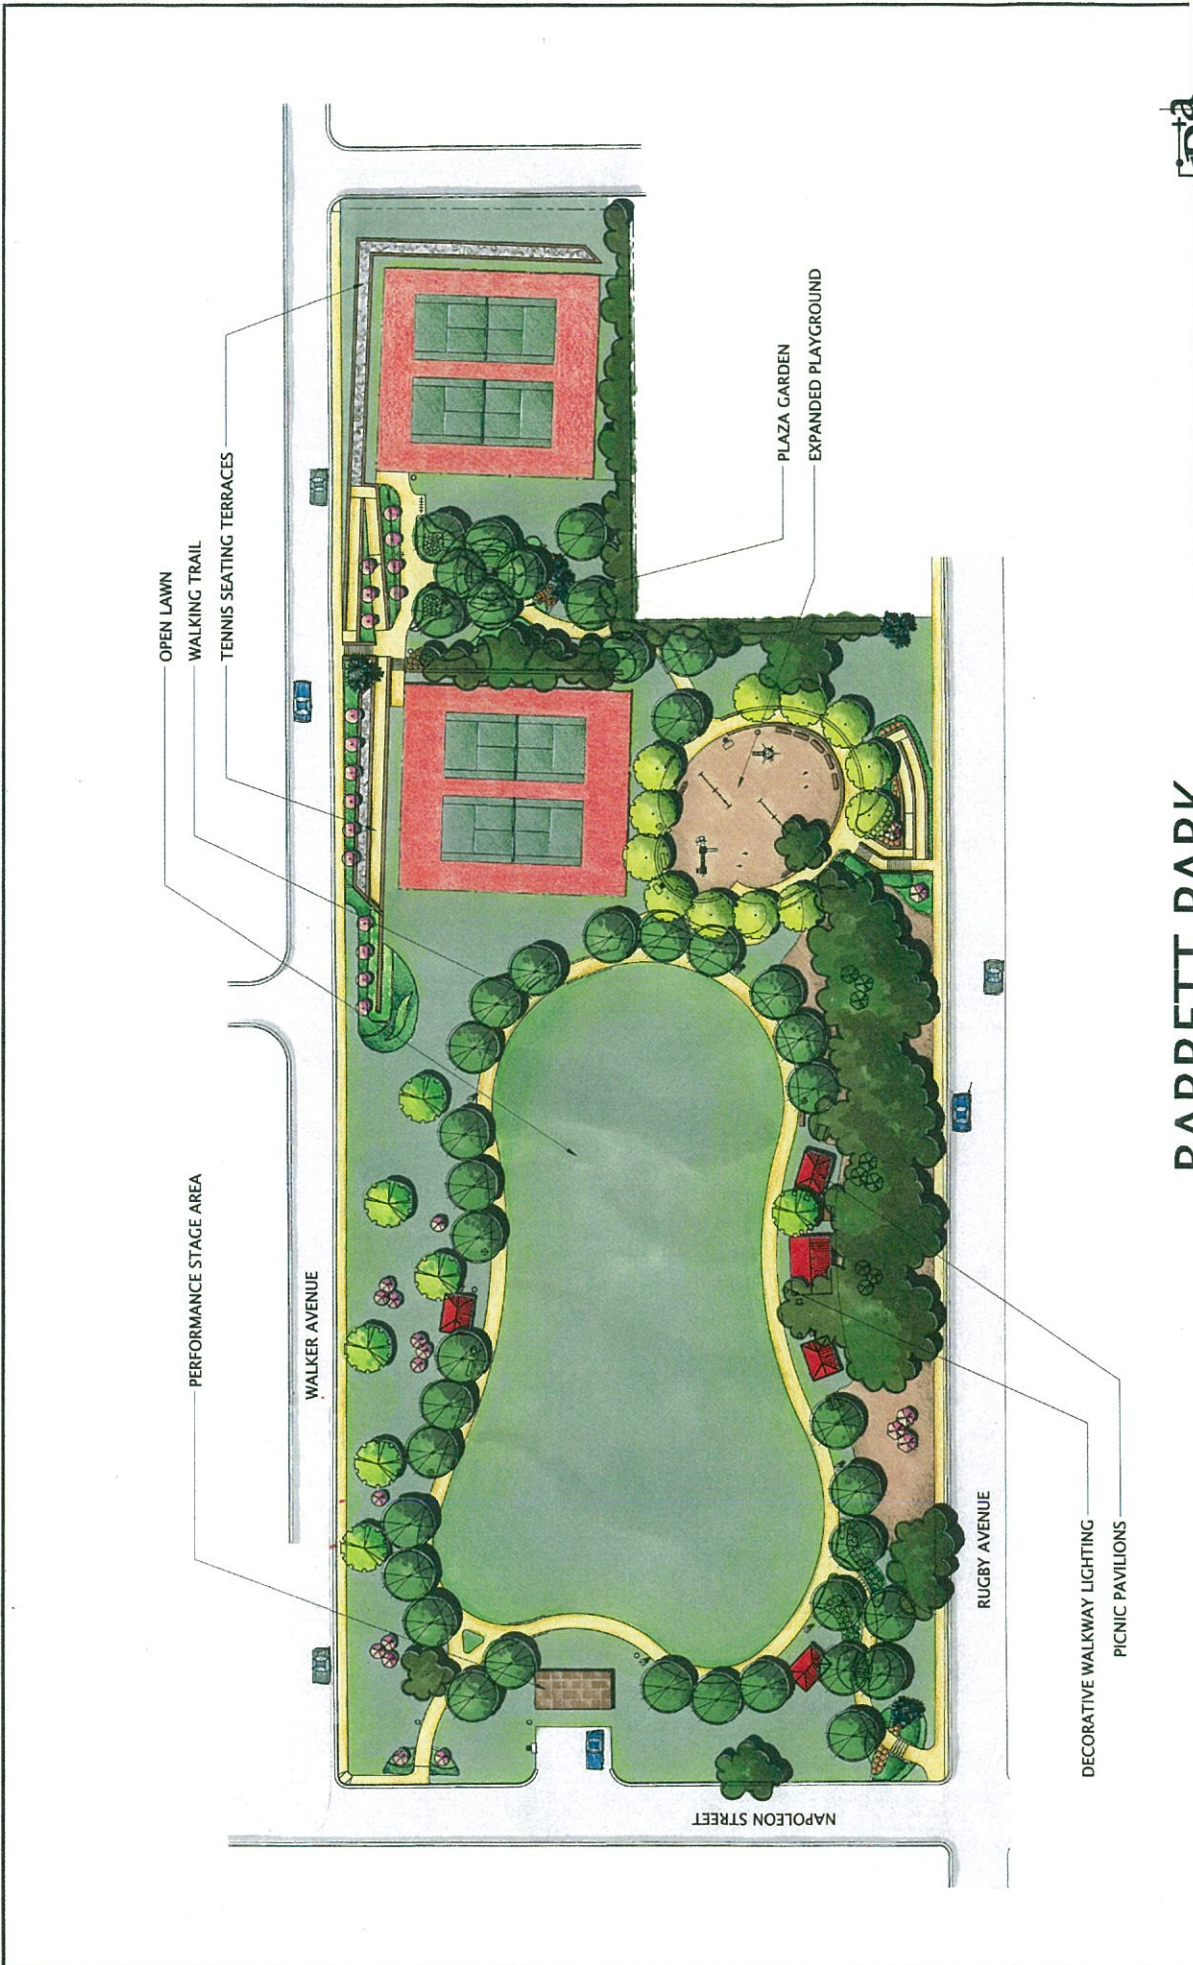 OPEN LAWN
WALKING TRAIL
TENNIS SEATING TERRACES
PERFORMANCE STAGE AREA
WALKER AVENUE
PLAZA GARDEN
EXPANDED PLAYGROUND
NAPOLEON STREET
RUGBY AVENUE
DECORATIVE WALKWAY LIGHTING
PICNIC PAVILIONS